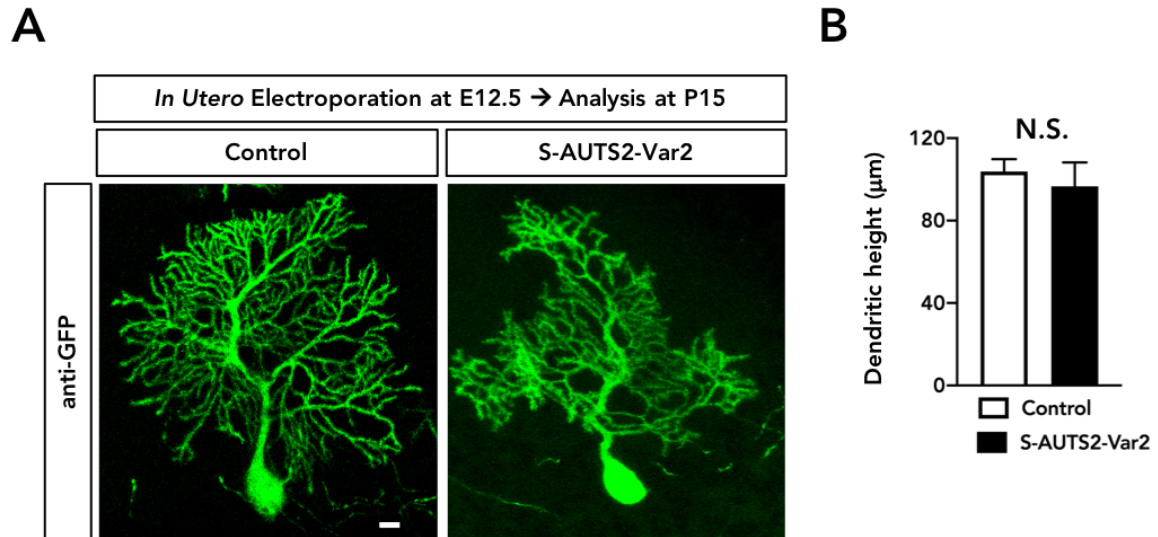 A
B
In Utero Electroporation at E12.5 → Analysis at P15
Control
S-AUTS2-Var2
anti-GFP
N.S.
Dendritic height (μm)
120
80
40
0
Control
S-AUTS2-Var2